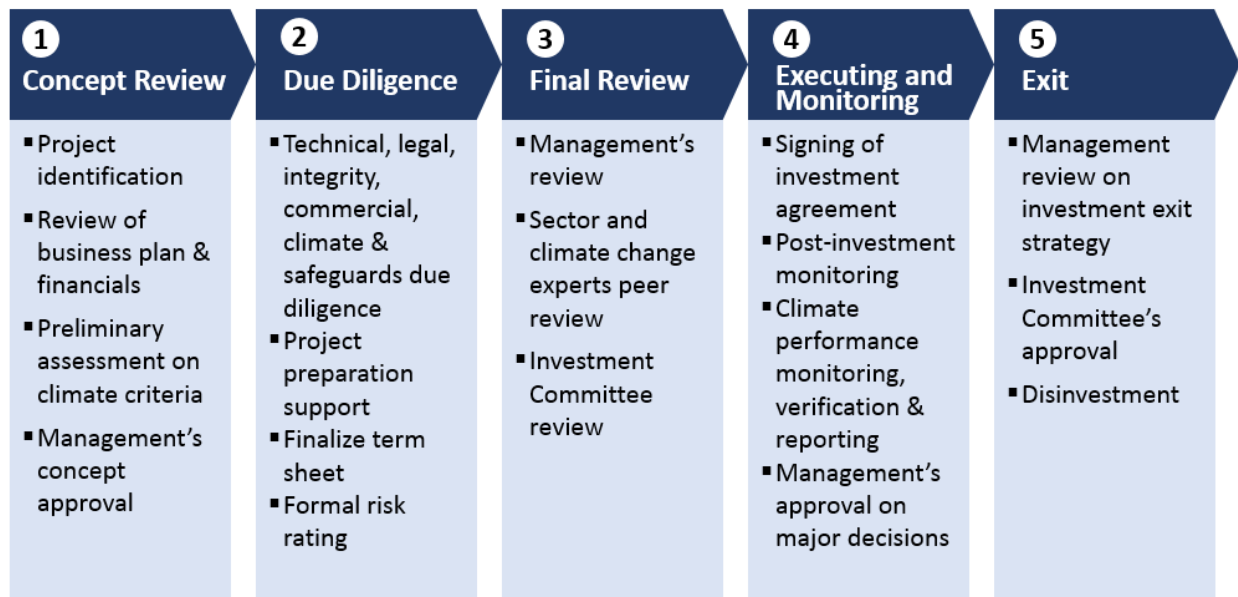 1
Concept Review
▪ Project
identification
▪ Review of
business plan &
financials
▪ Preliminary
assessment on
climate criteria
▪ Management’s
concept
approval
2
Due Diligence
▪ Technical, legal,
integrity,
commercial,
climate &
safeguards due
diligence
▪ Project
preparation
support
▪ Finalize term
sheet
▪ Formal risk
rating
3
Final Review
▪ Management’s
review
▪ Sector and
climate change
experts peer
review
▪ Investment
Committee
review
4
Executing and
Monitoring
▪ Signing of
investment
agreement
▪ Post-investment
monitoring
▪ Climate
performance
monitoring,
verification &
reporting
▪ Management’s
approval on
major decisions
5
Exit
▪ Management
review on
investment exit
strategy
▪ Investment
Committee’s
approval
▪ Disinvestment